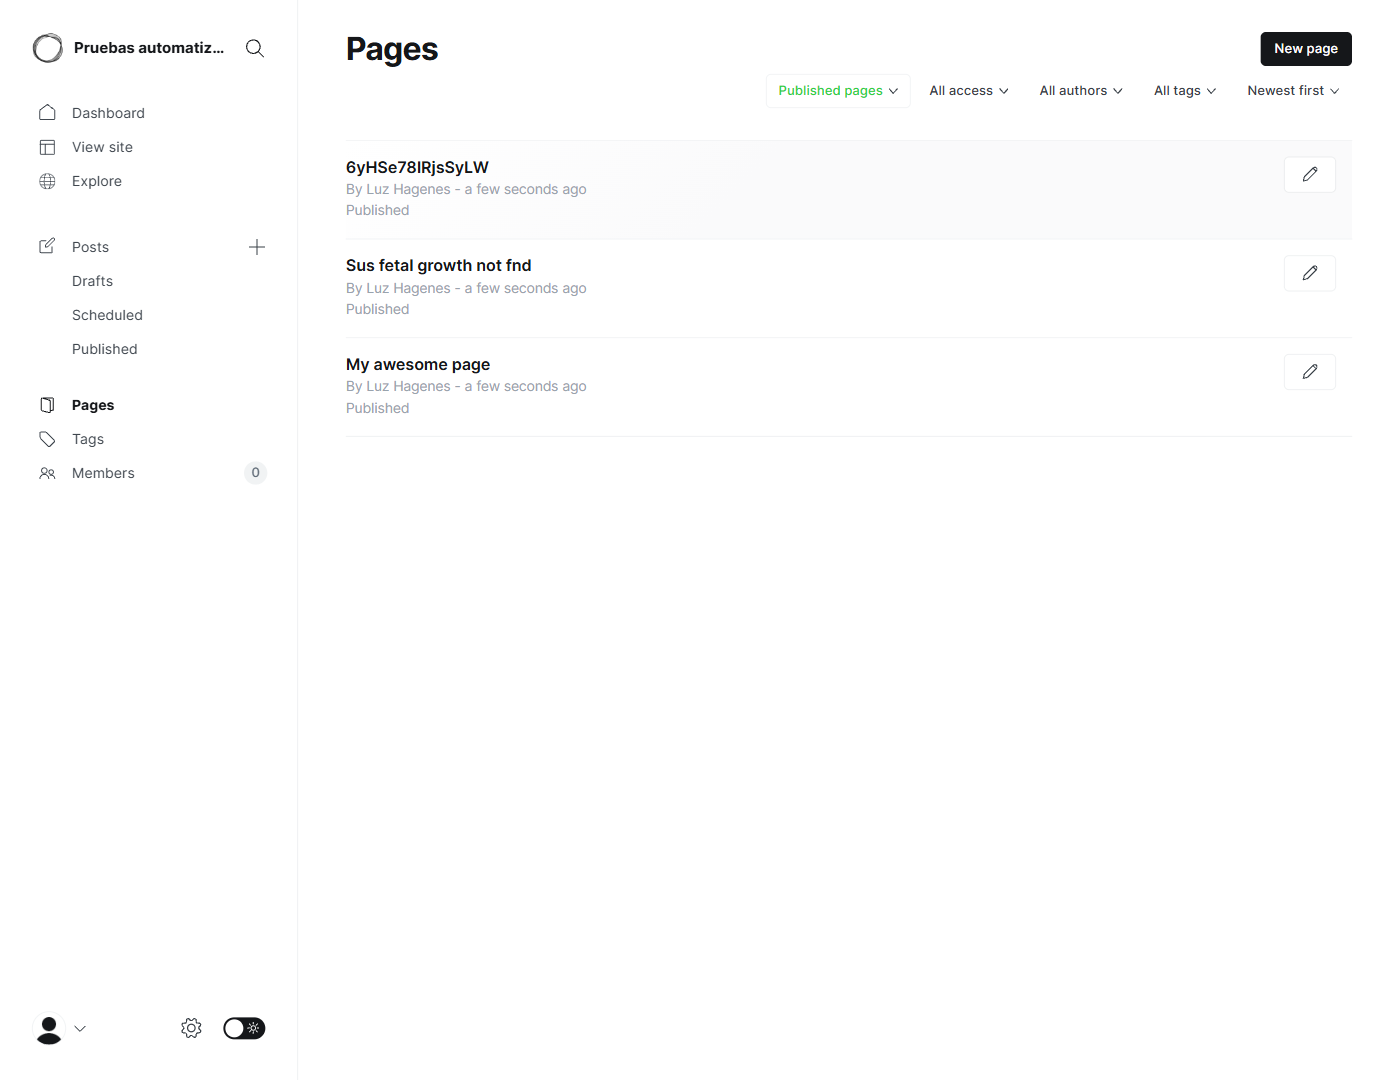 Pruebas automatiz...
Dashboard
View site
Explore
Posts
Drafts
Scheduled
Published
Pages
Tags
Members 0
Pages
New page
Published pages All access All authors All tags Newest first
6yHSe78IRjsSyLW
By Luz Hagenes - a few seconds ago
Published
Sus fetal growth not fnd
By Luz Hagenes - a few seconds ago
Published
My awesome page
By Luz Hagenes - a few seconds ago
Published